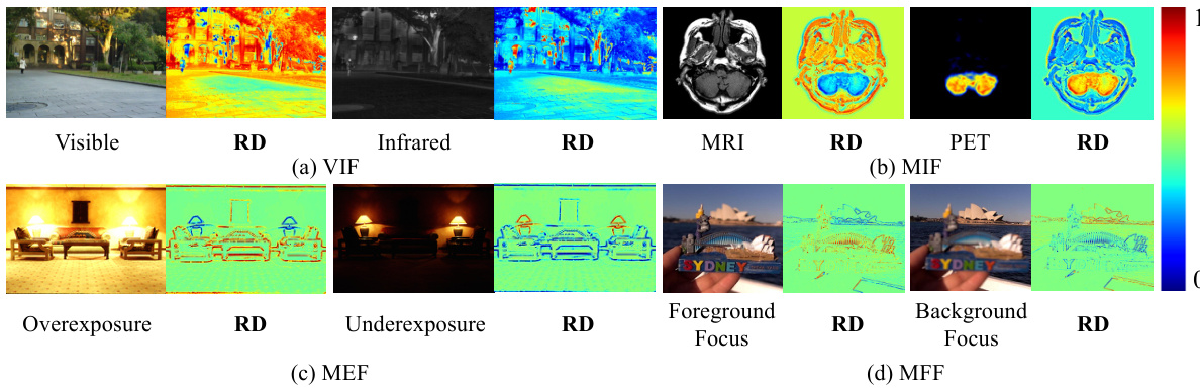 1
Visible RD Infrared RD MRI RD PET RD
(a) VIF (b) MIF
SYDNEY SYDNEY
0
Overexposure RD Underexposure RD Foreground Focus RD Background Focus RD
(c) MEF (d) MFF